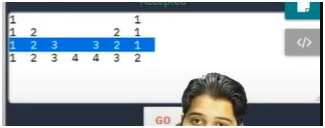 Accepted
1 1
1 2 2 1
1 2 3 3 2 1
1 2 3 4 4 3 2
</>
GO